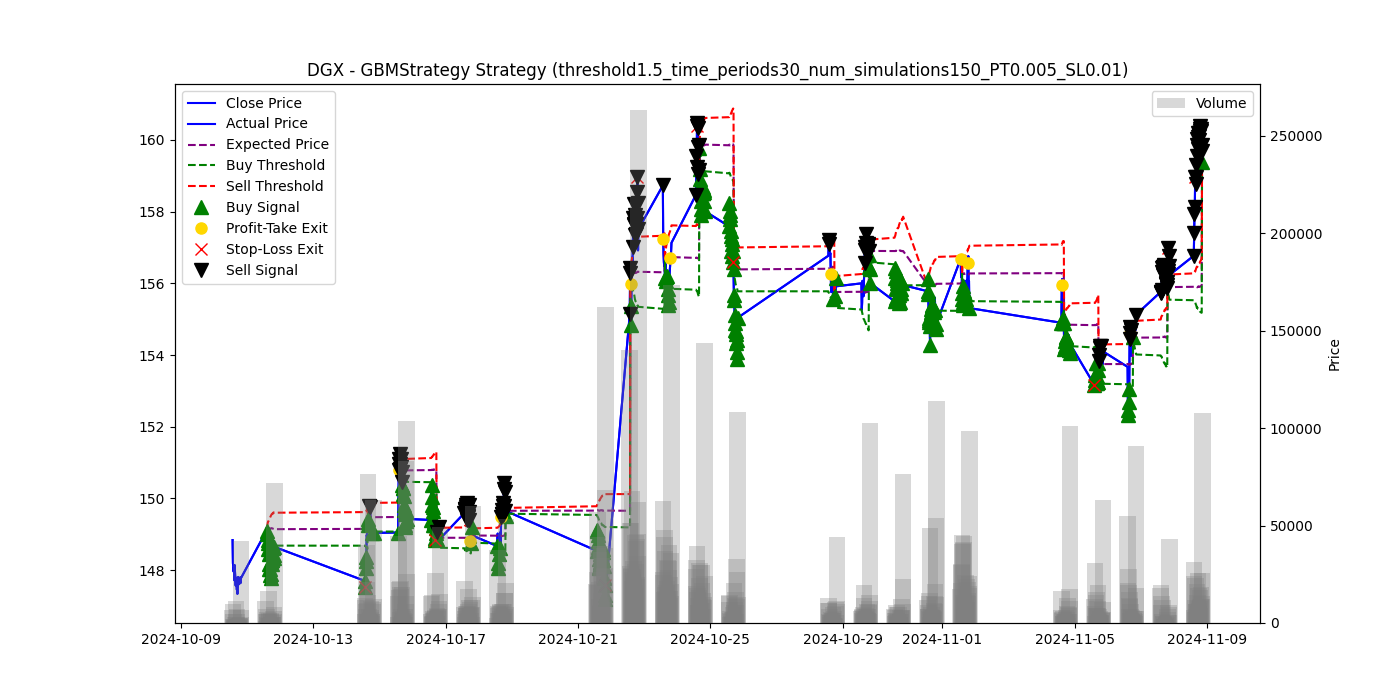 DGX - GBMStrategy Strategy (threshold1.5_time_periods30_num_simulations150_PT0.005_SL0.01)
Close Price
Actual Price
Expected Price
Buy Threshold
Sell Threshold
Buy Signal
Profit-Take Exit
Stop-Loss Exit
Sell Signal
Volume
160
158
156
154
152
150
148
250000
200000
150000
100000
50000
0
Price
2024-10-09
2024-10-13
2024-10-17
2024-10-21
2024-10-25
2024-10-29
2024-11-01
2024-11-05
2024-11-09